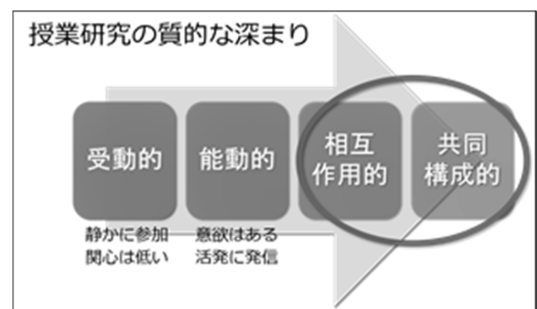 授業研究の質的な深まり
受動的
能動的
相互
作用的
共同
構成的
静かに参加
関心は低い
意欲はある
活発に発信